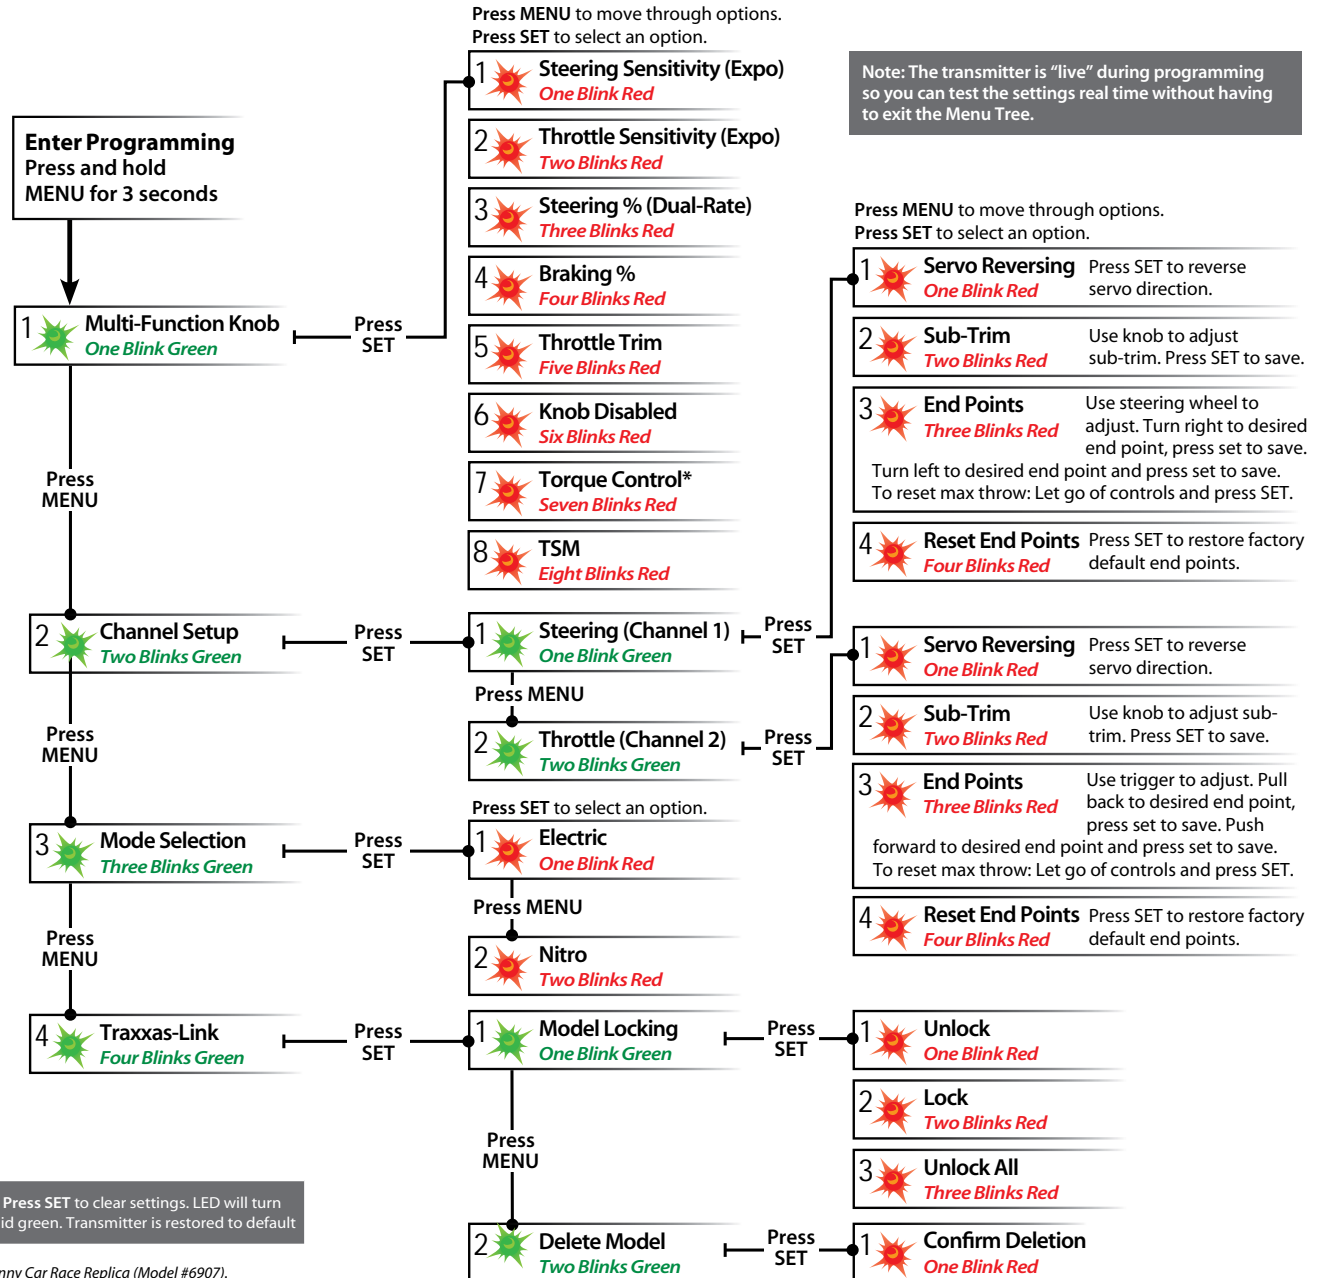 Press MENU to move through options.
Press SET to select an option.
1 Steering Sensitivity (Expo)
One Blink Red
2 Throttle Sensitivity (Expo)
Two Blinks Red
3 Steering % (Dual-Rate)
Three Blinks Red
4 Braking %
Four Blinks Red
5 Throttle Trim
Five Blinks Red
6 Knob Disabled
Six Blinks Red
7 Torque Control*
Seven Blinks Red
8 TSM
Eight Blinks Red
Note: The transmitter is “live” during programming
so you can test the settings real time without having
to exit the Menu Tree.
Enter Programming
Press and hold
MENU for 3 seconds
1 Multi-Function Knob
One Blink Green
Press
SET
Press
MENU
2 Channel Setup
Two Blinks Green
Press
SET
1 Steering (Channel 1)
One Blink Green
Press
SET
Press MENU
2 Throttle (Channel 2)
Two Blinks Green
Press
SET
Press MENU to move through options.
Press SET to select an option.
1 Servo Reversing Press SET to reverse
One Blink Red servo direction.
2 Sub-Trim Use knob to adjust
Two Blinks Red sub-trim. Press SET to save.
3 End Points Use steering wheel to
Three Blinks Red adjust. Turn right to desired
end point, press set to save.
Turn left to desired end point and press set to save.
To reset max throw: Let go of controls and press SET.
4 Reset End Points Press SET to restore factory
Four Blinks Red default end points.
1 Servo Reversing Press SET to reverse
One Blink Red servo direction.
2 Sub-Trim Use knob to adjust sub-
Two Blinks Red trim. Press SET to save.
3 End Points Use trigger to adjust. Pull
Three Blinks Red back to desired end point,
press set to save. Push
forward to desired end point and press set to save.
To reset max throw: Let go of controls and press SET.
4 Reset End Points Press SET to restore factory
Four Blinks Red default end points.
Press
MENU
3 Mode Selection
Three Blinks Green
Press
SET
Press SET to select an option.
1 Electric
One Blink Red
Press MENU
2 Nitro
Two Blinks Red
Press
MENU
4 Traxxas-Link
Four Blinks Green
Press
SET
1 Model Locking
One Blink Green
Press
SET
1 Unlock
One Blink Red
2 Lock
Two Blinks Red
3 Unlock All
Three Blinks Red
Press
MENU
2 Delete Model
Two Blinks Green
Press
SET
1 Confirm Deletion
One Blink Red
Press SET to clear settings. LED will turn
id green. Transmitter is restored to default
nny Car Race Replica (Model #6907).